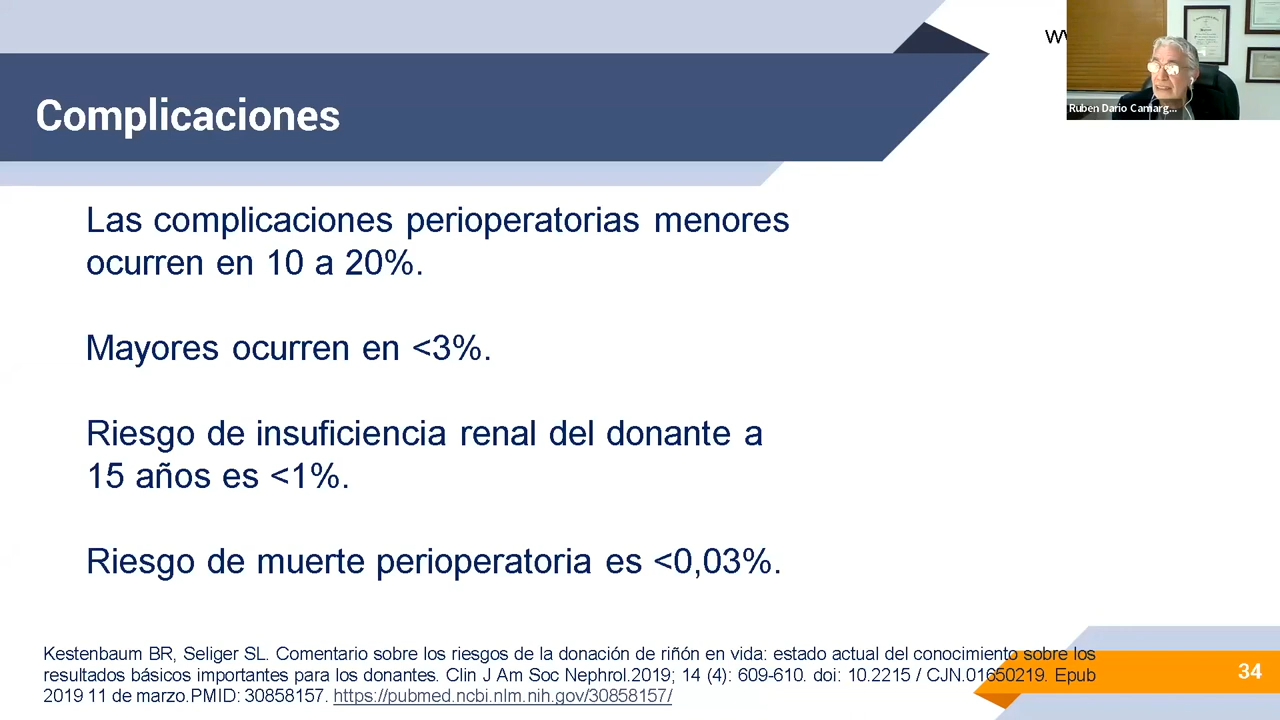 Complicaciones
Ruben Dario Camarg...
Las complicaciones perioperatorias menores
ocurren en 10 a 20%.
Mayores ocurren en <3%.
Riesgo de insuficiencia renal del donante a
15 años es <1%.
Riesgo de muerte perioperatoria es <0,03%.
Kestenbaum BR, Seliger SL. Comentario sobre los riesgos de la donación de riñón en vida: estado actual del conocimiento sobre los
resultados básicos importantes para los donantes. Clin J Am Soc Nephrol.2019; 14 (4): 609-610. doi: 10.2215 / CJN.01650219. Epub
2019 11 de marzo.PMID: 30858157. https://pubmed.ncbi.nlm.nih.gov/30858157/
34